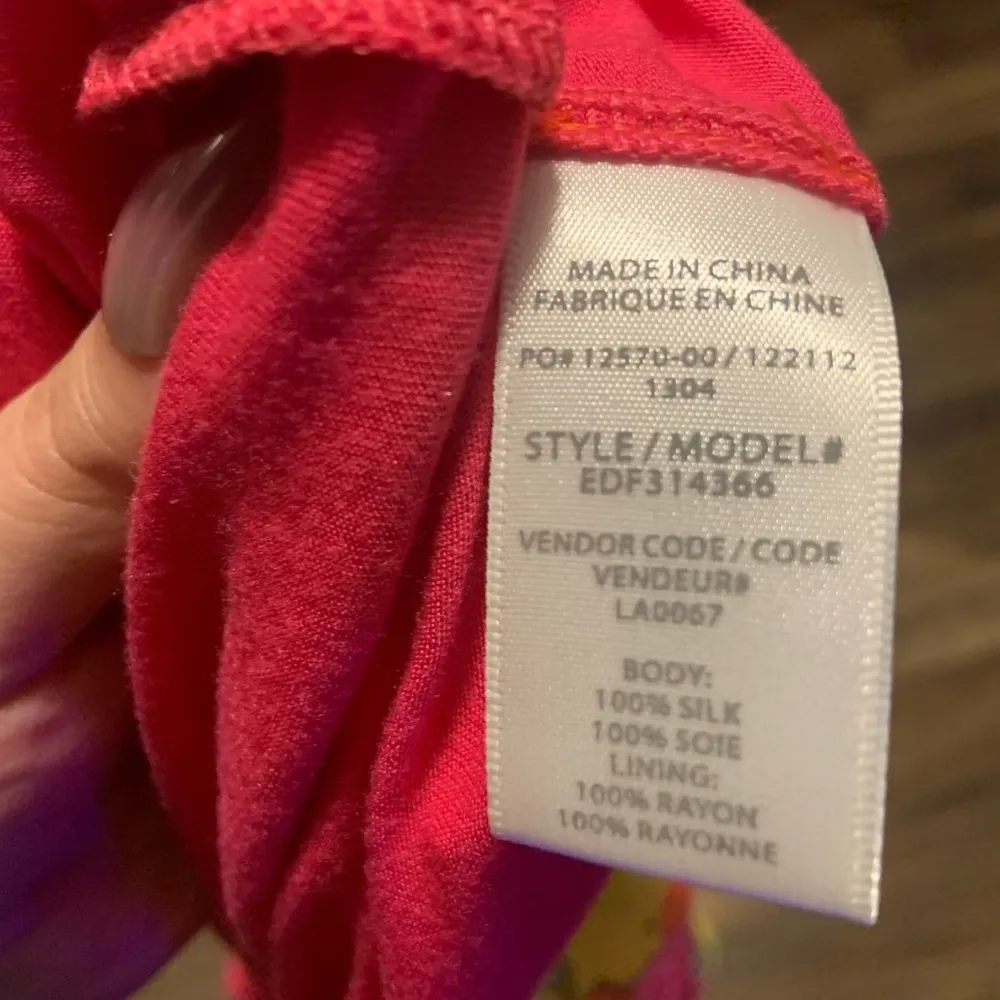 MADE IN CHINA
FABRIQUE EN CHINE
PO# 12570-00 / 122112
1304
STYLE / MODEL#
EDF314366
VENDOR CODE / CODE
VENDEUR#
LA0067
BODY:
100% SILK
100% SOIE
LINING:
100% RAYON
100% RAYONNE